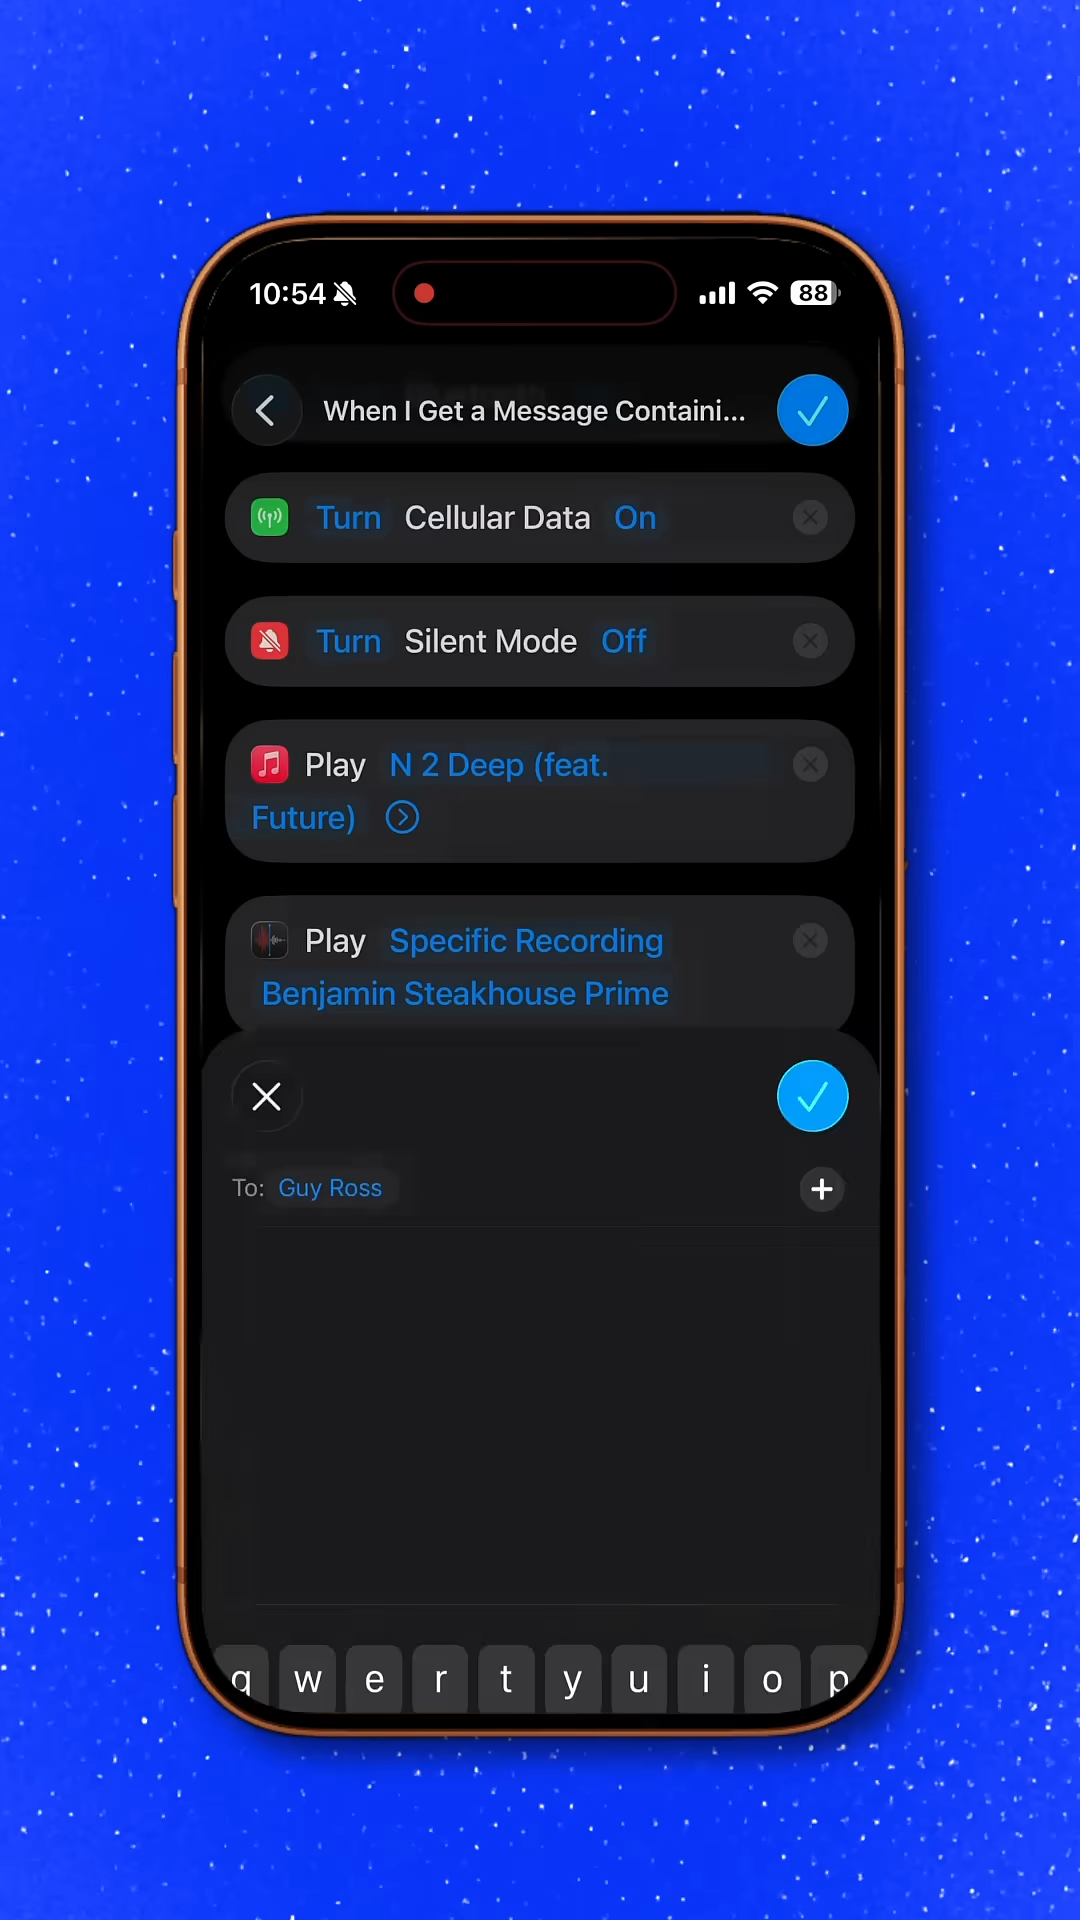 10:54
88
When I Get a Message Containi...
Turn Cellular Data On
Turn Silent Mode Off
Play N 2 Deep (feat.
Future)
Play Specific Recording
Benjamin Steakhouse Prime
To: Guy Ross
q w e r t y u i o p